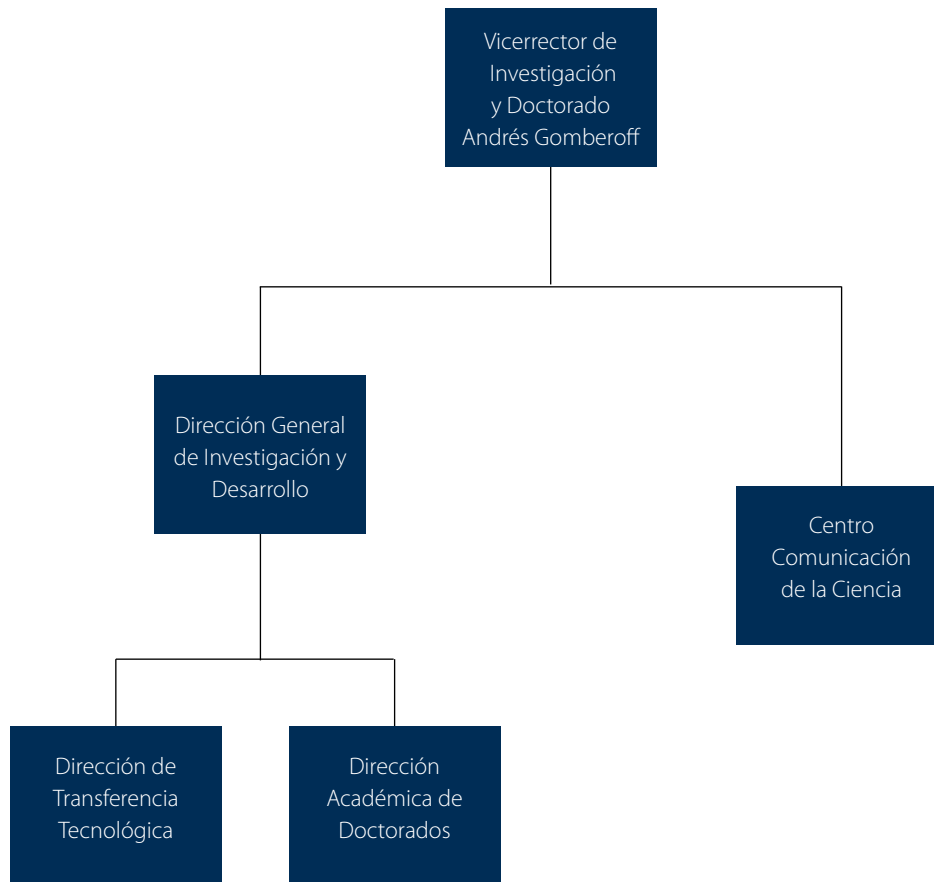 Vicerrector de
Investigación
y Doctorado
Andrés Gomberoff
Dirección General
de Investigación y
Desarrollo
Centro
Comunicación
de la Ciencia
Dirección de
Transferencia
Tecnológica
Dirección
Académica de
Doctorados